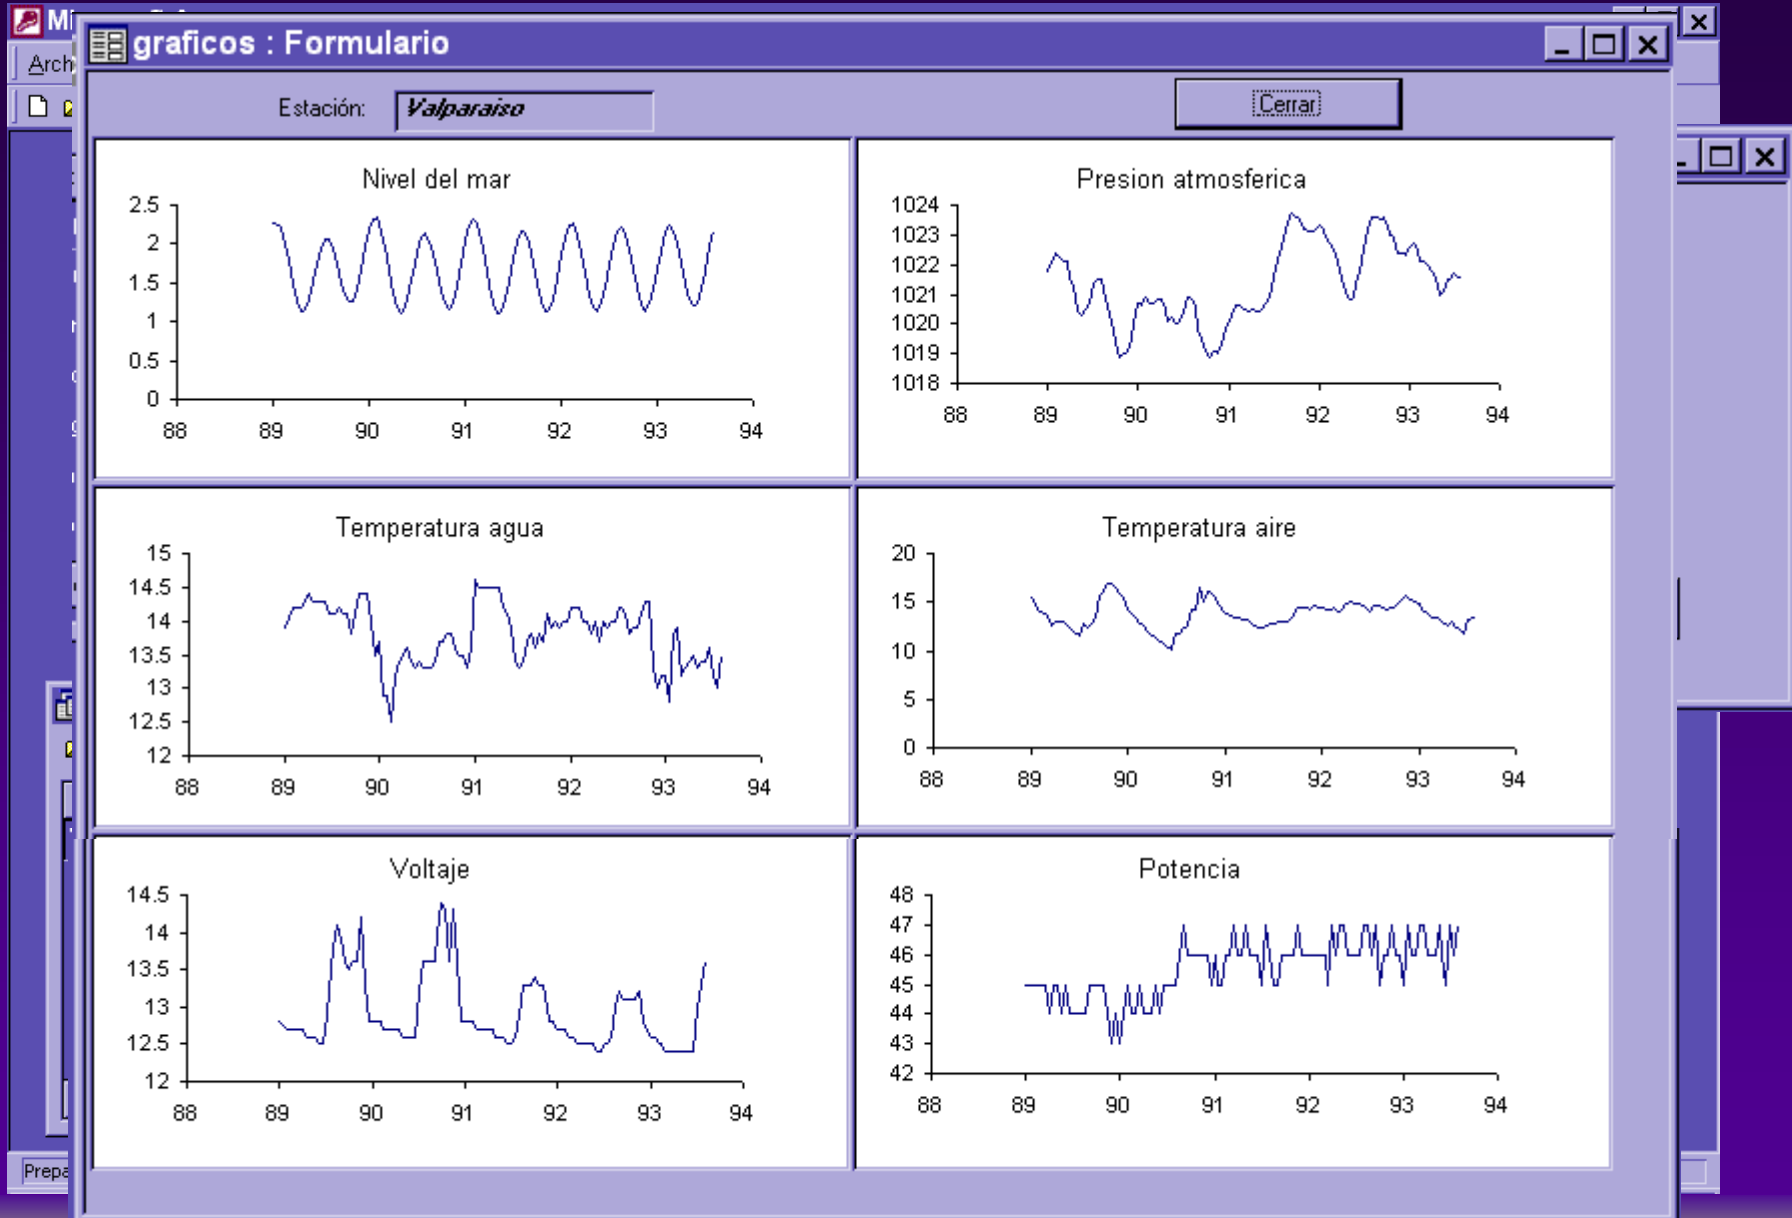 graficos : Formulario
Arch
Estación: Valparaiso
Cerrar
Nivel del mar
2.5
2
1.5
1
0.5
0
88 89 90 91 92 93 94
Presion atmosferica
1024
1023
1022
1021
1020
1019
1018
88 89 90 91 92 93 94
Temperatura agua
15
14.5
14
13.5
13
12.5
12
88 89 90 91 92 93 94
Temperatura aire
20
15
10
5
0
88 89 90 91 92 93 94
Voltaje
14.5
14
13.5
13
12.5
12
88 89 90 91 92 93 94
Potencia
48
47
46
45
44
43
42
88 89 90 91 92 93 94
Prepa